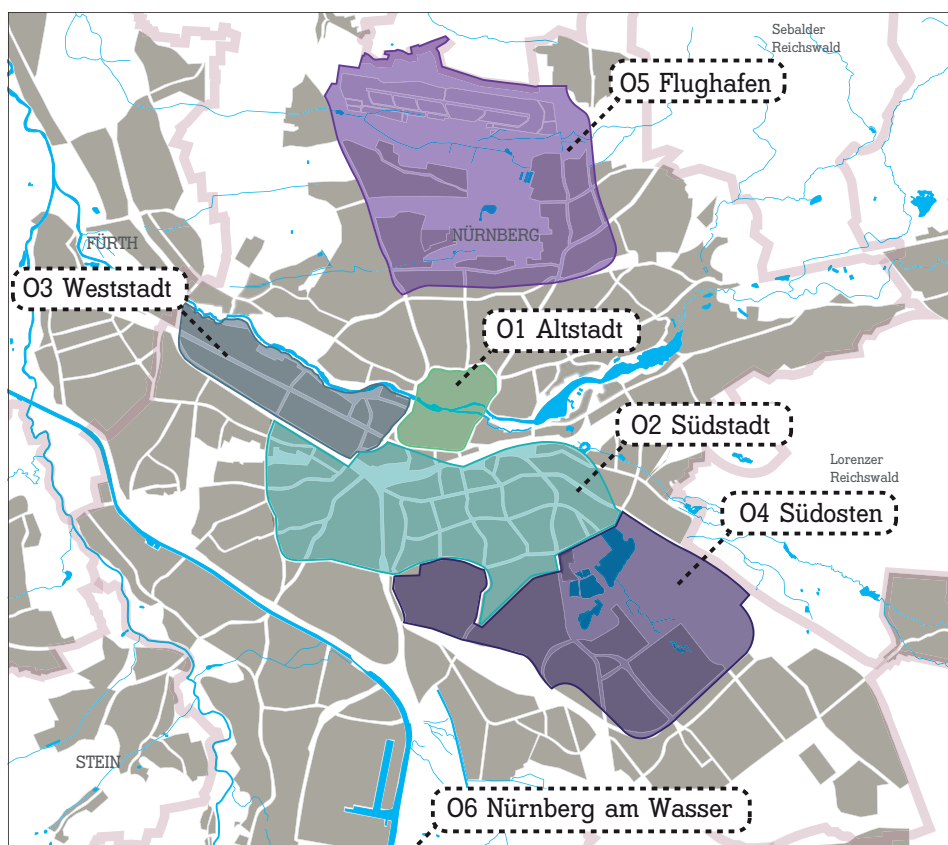 Sebalder
Reichswald
O5 Flughafen
NÜRNBERG
FÜRTH
O3 Weststadt
O1 Altstadt
O2 Südstadt
Lorenzer
Reichswald
O4 Südosten
STEIN
O6 Nürnberg am Wasser